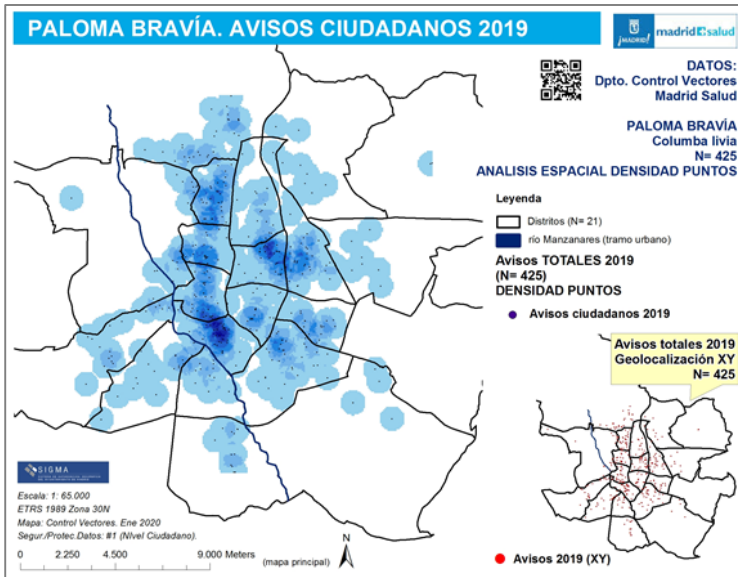 PALOMA BRAVÍA. AVISOS CIUDADANOS 2019
¡MADRID!
madrid salud
DATOS:
Dpto. Control Vectores
Madrid Salud
PALOMA BRAVÍA
Columba livia
N= 425
ANALISIS ESPACIAL DENSIDAD PUNTOS
Leyenda
Distritos (N= 21)
río Manzanares (tramo urbano)
Avisos TOTALES 2019
(N= 425)
DENSIDAD PUNTOS
Avisos ciudadanos 2019
Avisos totales 2019
Geolocalización XY
N= 425
SIGMA
Escala: 1: 65.000
ETRS 1989 Zona 30N
Mapa: Control Vectores. Ene 2020
Segur./Protec.Datos: #1 (Nivel Ciudadano).
0 2.250 4.500 9.000 Meters
(mapa principal)
N
Avisos 2019 (XY)